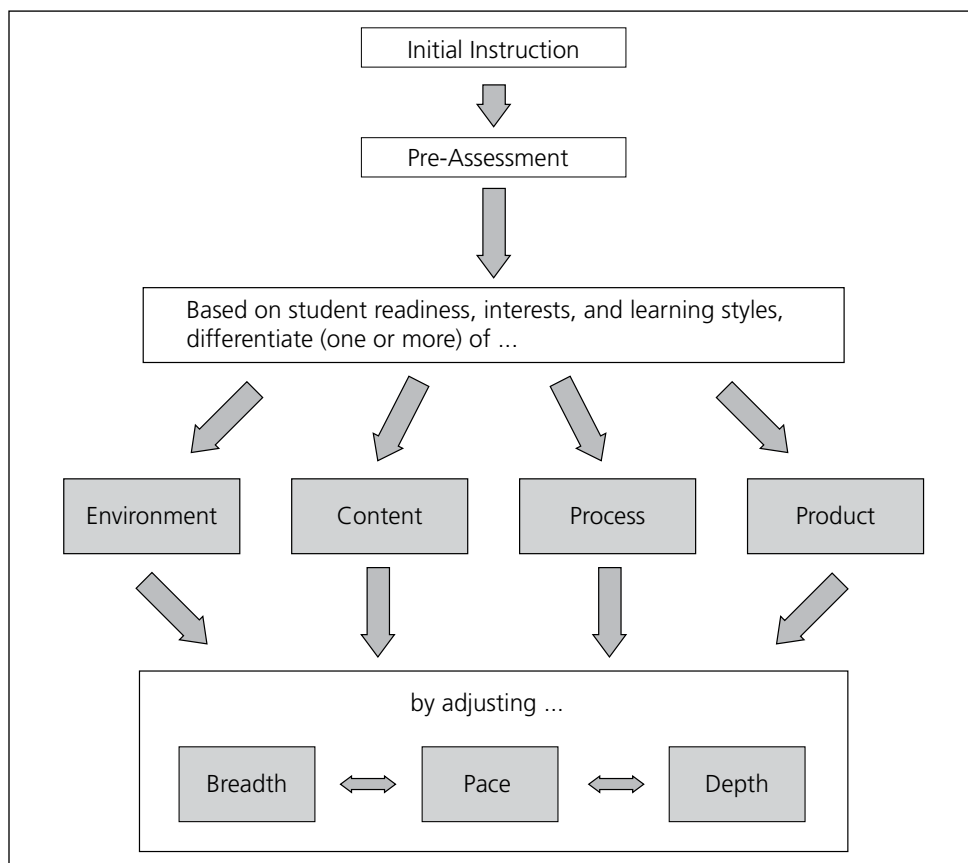 Initial Instruction
Pre-Assessment
Based on student readiness, interests, and learning styles,
differentiate (one or more) of ...
Environment
Content
Process
Product
by adjusting ...
Breadth
Pace
Depth